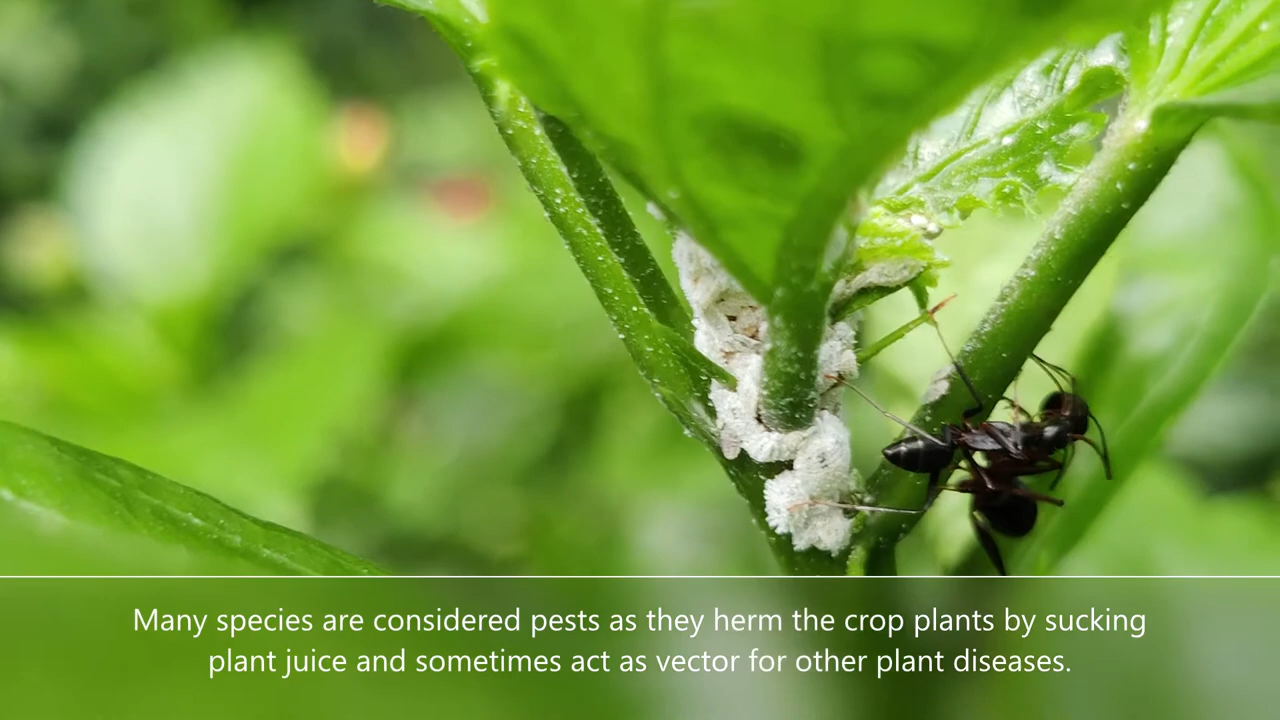 Many species are considered pests as they herm the crop plants by sucking
plant juice and sometimes act as vector for other plant diseases.